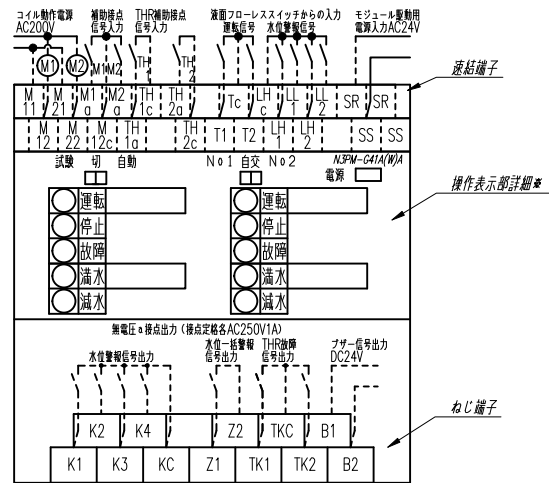 コイル動作電源 補助接点 THR補助接点 液面フローレススイッチからの入力 モジュール駆動用
AC200V 信号入力 信号入力 運転信号 水位警報信号 電源入力AC24V
M1 M2 M1 M2 TH1 TH2
速結端子
M11 M21 M1a M2a TH1c TH2a Tc LHc LL1 LL2 SR SR
M12 M22 M12c TH1a TH2c T1 T2 LH1 LH2 SS SS
試験 切 自動 No1 自交 No2 N3PM-G41A(W)A
電源
操作表示部詳細※
運転 運転
停止 停止
故障 故障
満水 満水
減水 減水
無電圧a接点出力(接点定格各AC250V1A)
水位警報信号出力 水位一括警報 THR故障 ブザー信号出力
信号出力 信号出力 DC24V
ねじ端子
K2 K4 Z2 TKC B1
K1 K3 KC Z1 TK1 TK2 B2